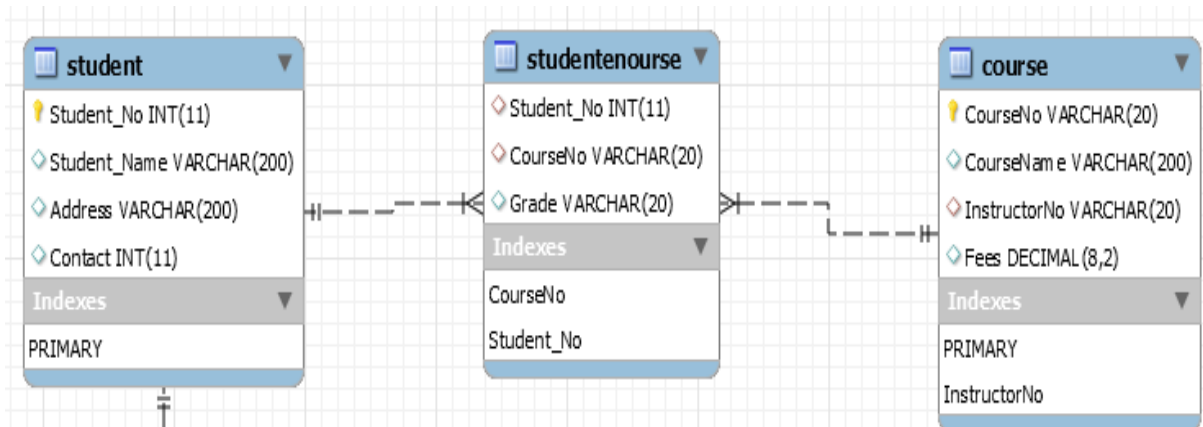 student
Student_No INT(11)
Student_Name VARCHAR(200)
Address VARCHAR(200)
Contact INT(11)
Indexes
PRIMARY
studentenourse
Student_No INT(11)
CourseNo VARCHAR(20)
Grade VARCHAR(20)
Indexes
CourseNo
Student_No
course
CourseNo VARCHAR(20)
CourseName VARCHAR(200)
InstructorNo VARCHAR(20)
Fees DECIMAL(8,2)
Indexes
PRIMARY
InstructorNo